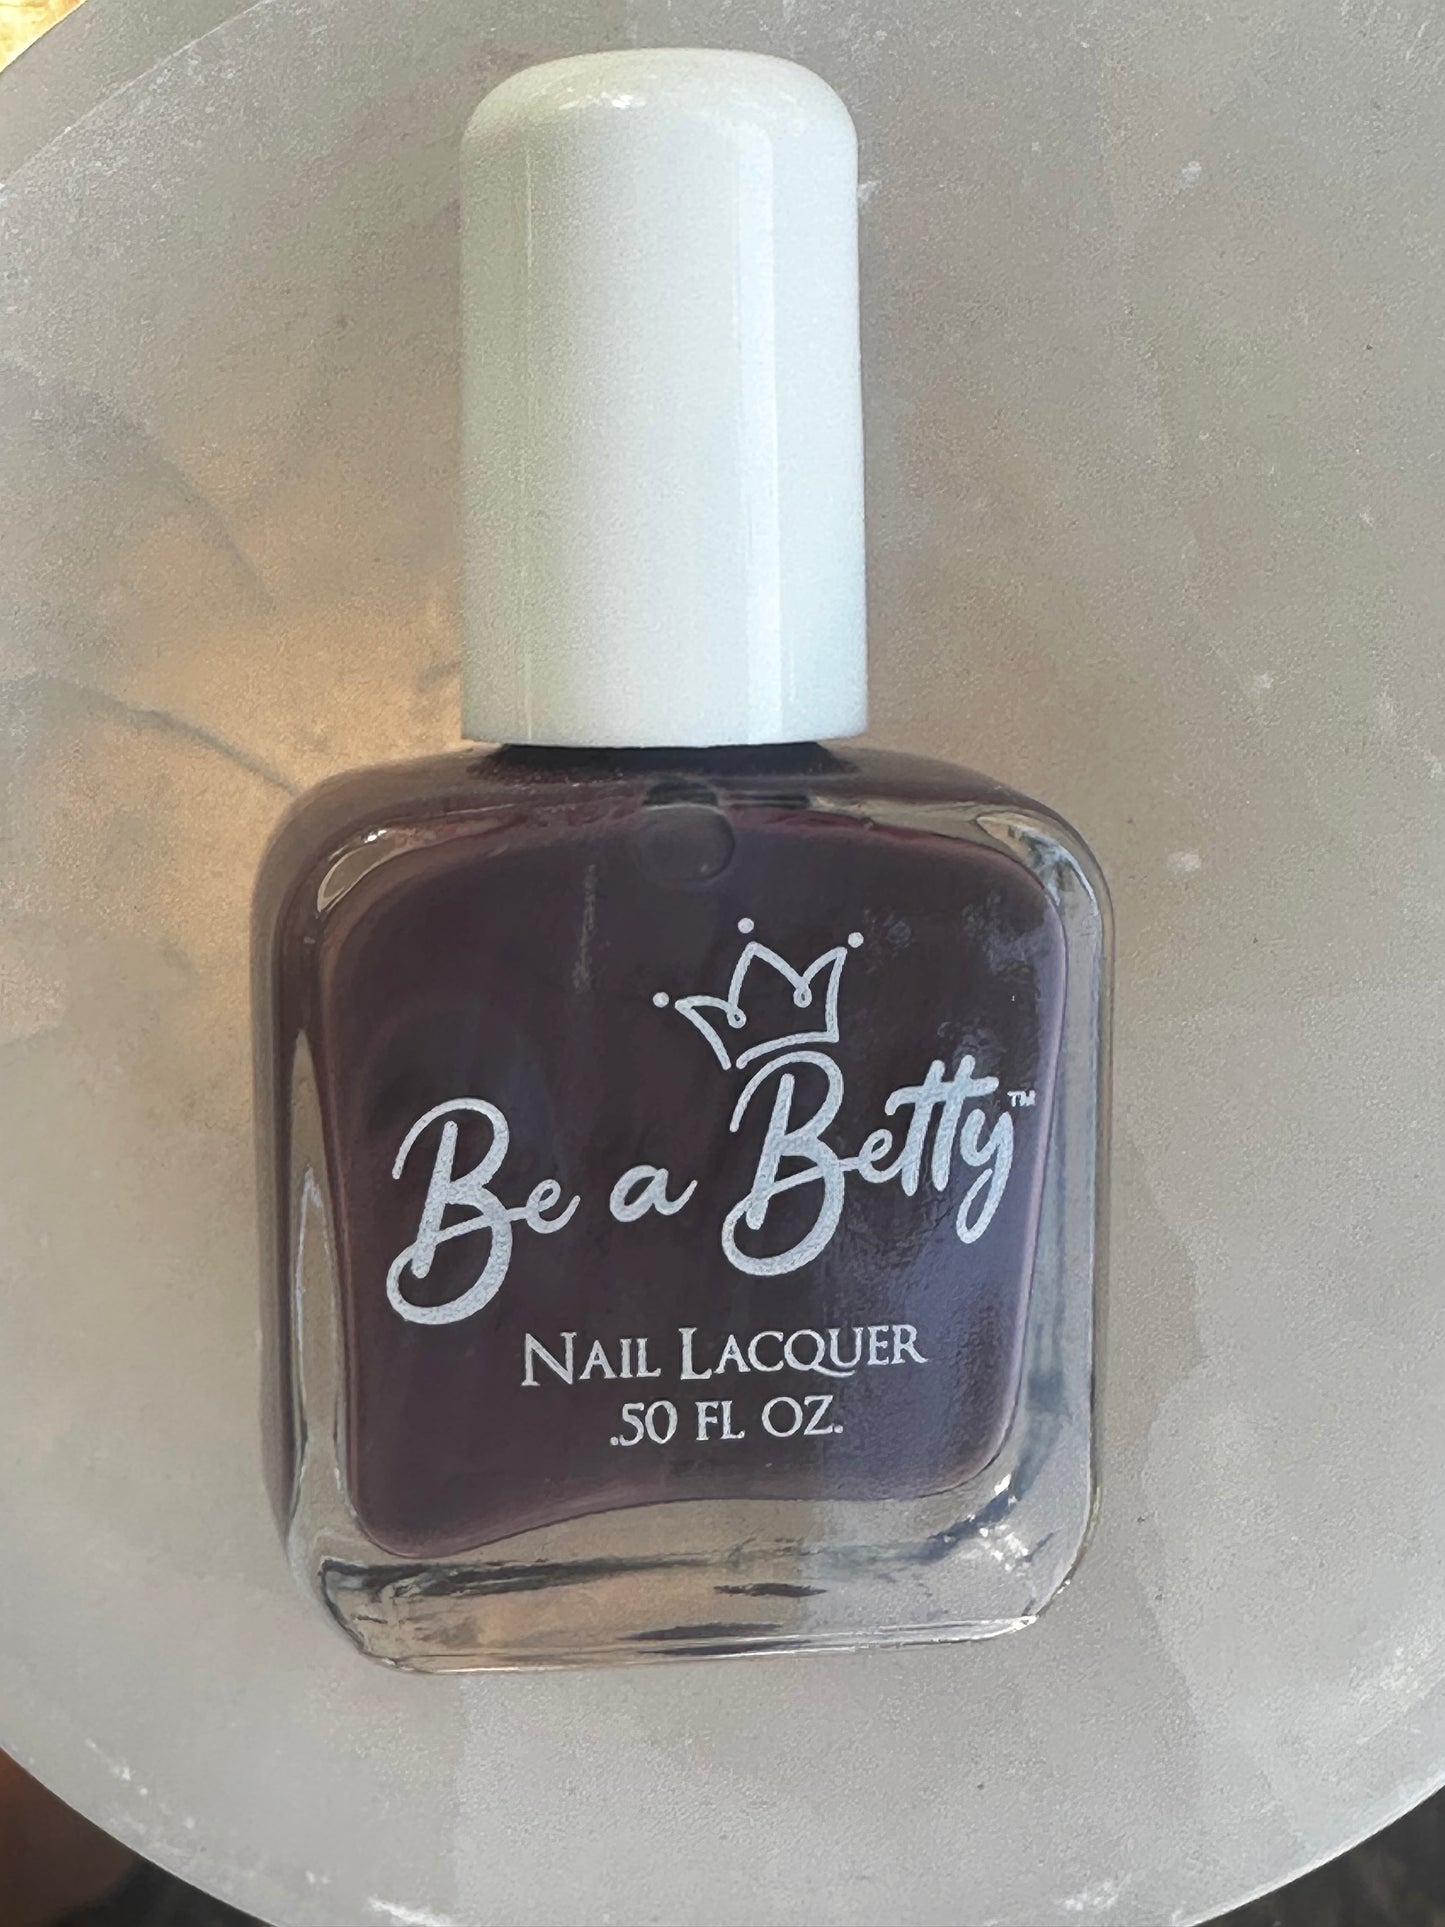 Be a Betty™
NAIL LACQUER
.50 FL OZ.